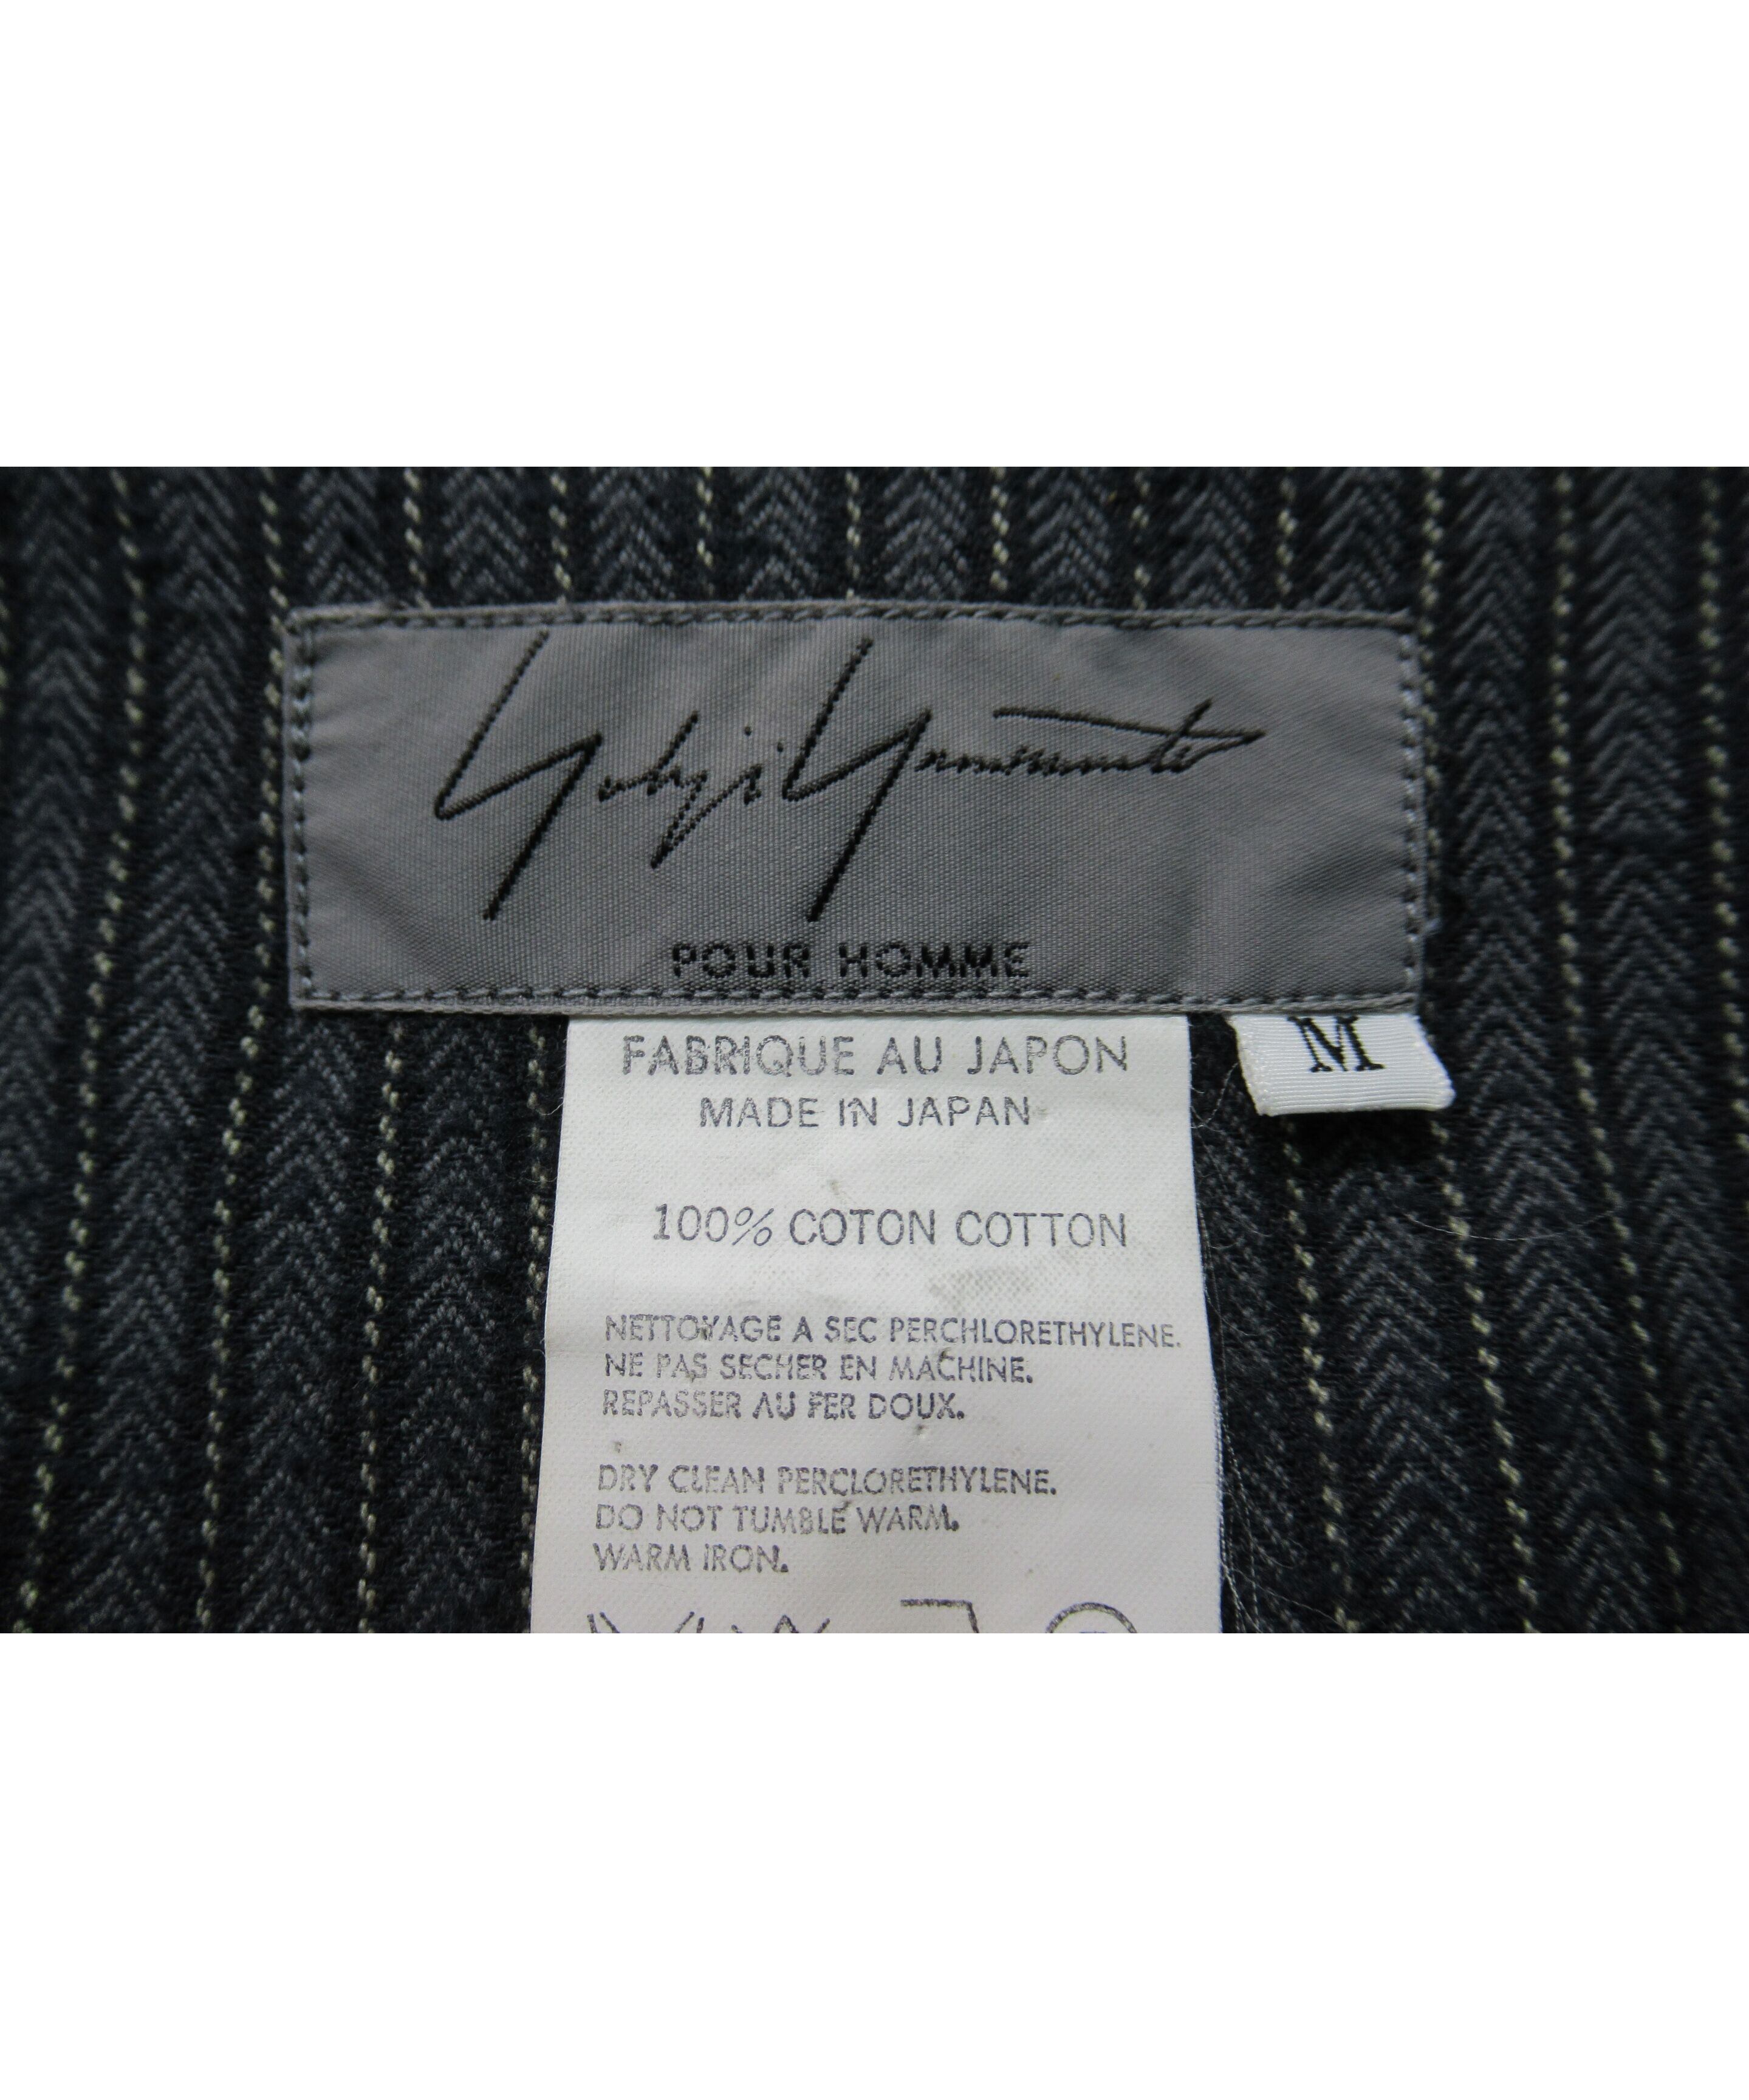 Yohji Yamamoto
POUR HOMME
M
FABRIQUE AU JAPON
MADE IN JAPAN
100% COTON COTTON
NETTOYAGE A SEC PERCHLORETHYLENE.
NE PAS SECHER EN MACHINE.
REPASSER AU FER DOUX.
DRY CLEAN PERCLORETHYLENE.
DO NOT TUMBLE WARM.
WARM IRON.